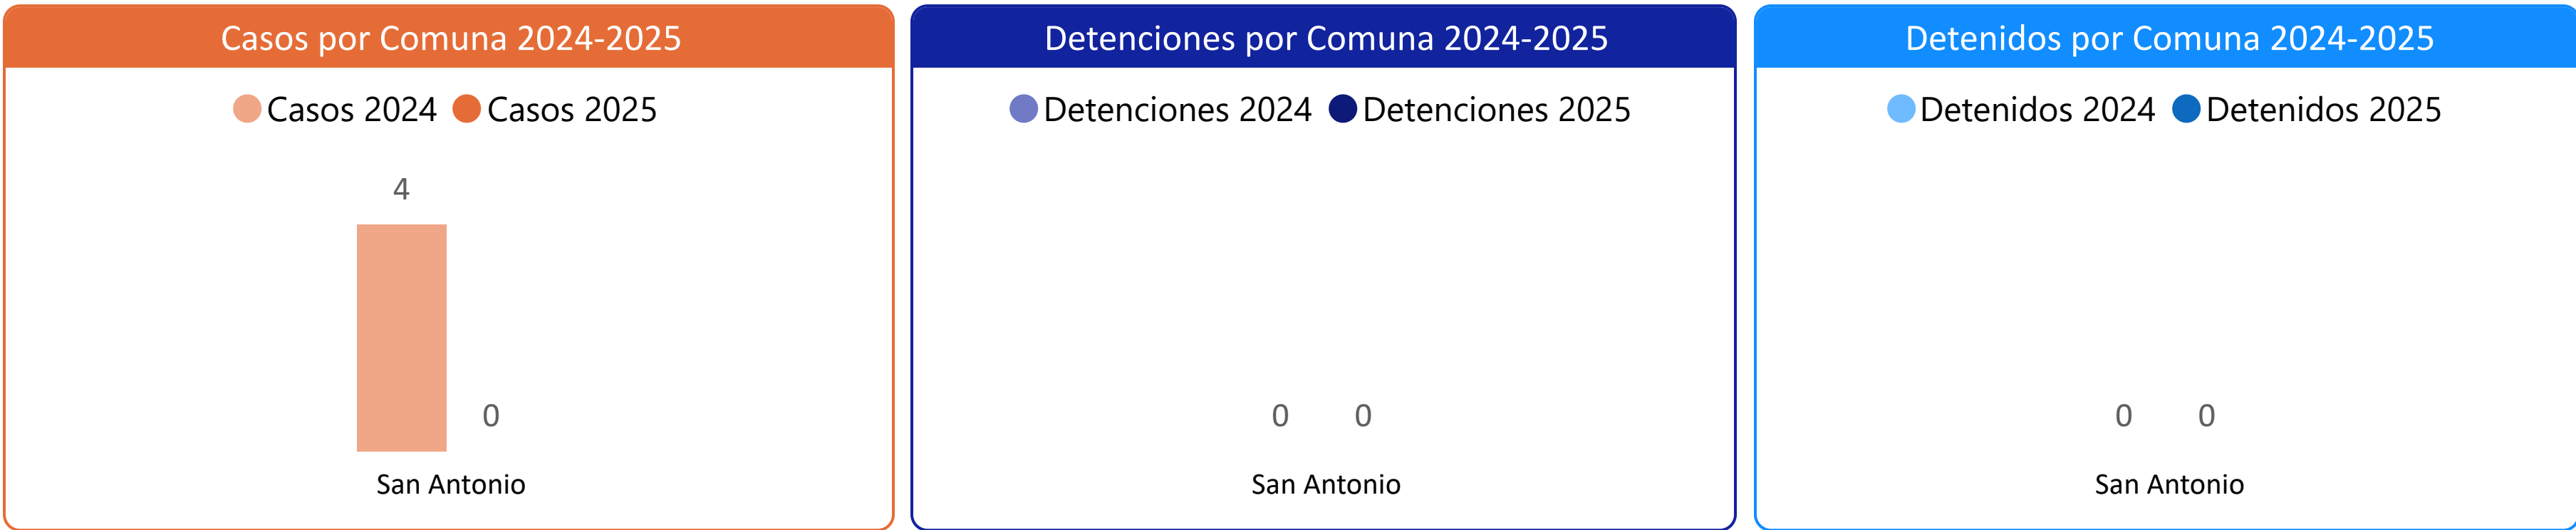 Casos por Comuna 2024-2025
Casos 2024 Casos 2025
4
0
San Antonio
Detenciones por Comuna 2024-2025
Detenciones 2024 Detenciones 2025
0 0
San Antonio
Detenidos por Comuna 2024-2025
Detenidos 2024 Detenidos 2025
0 0
San Antonio